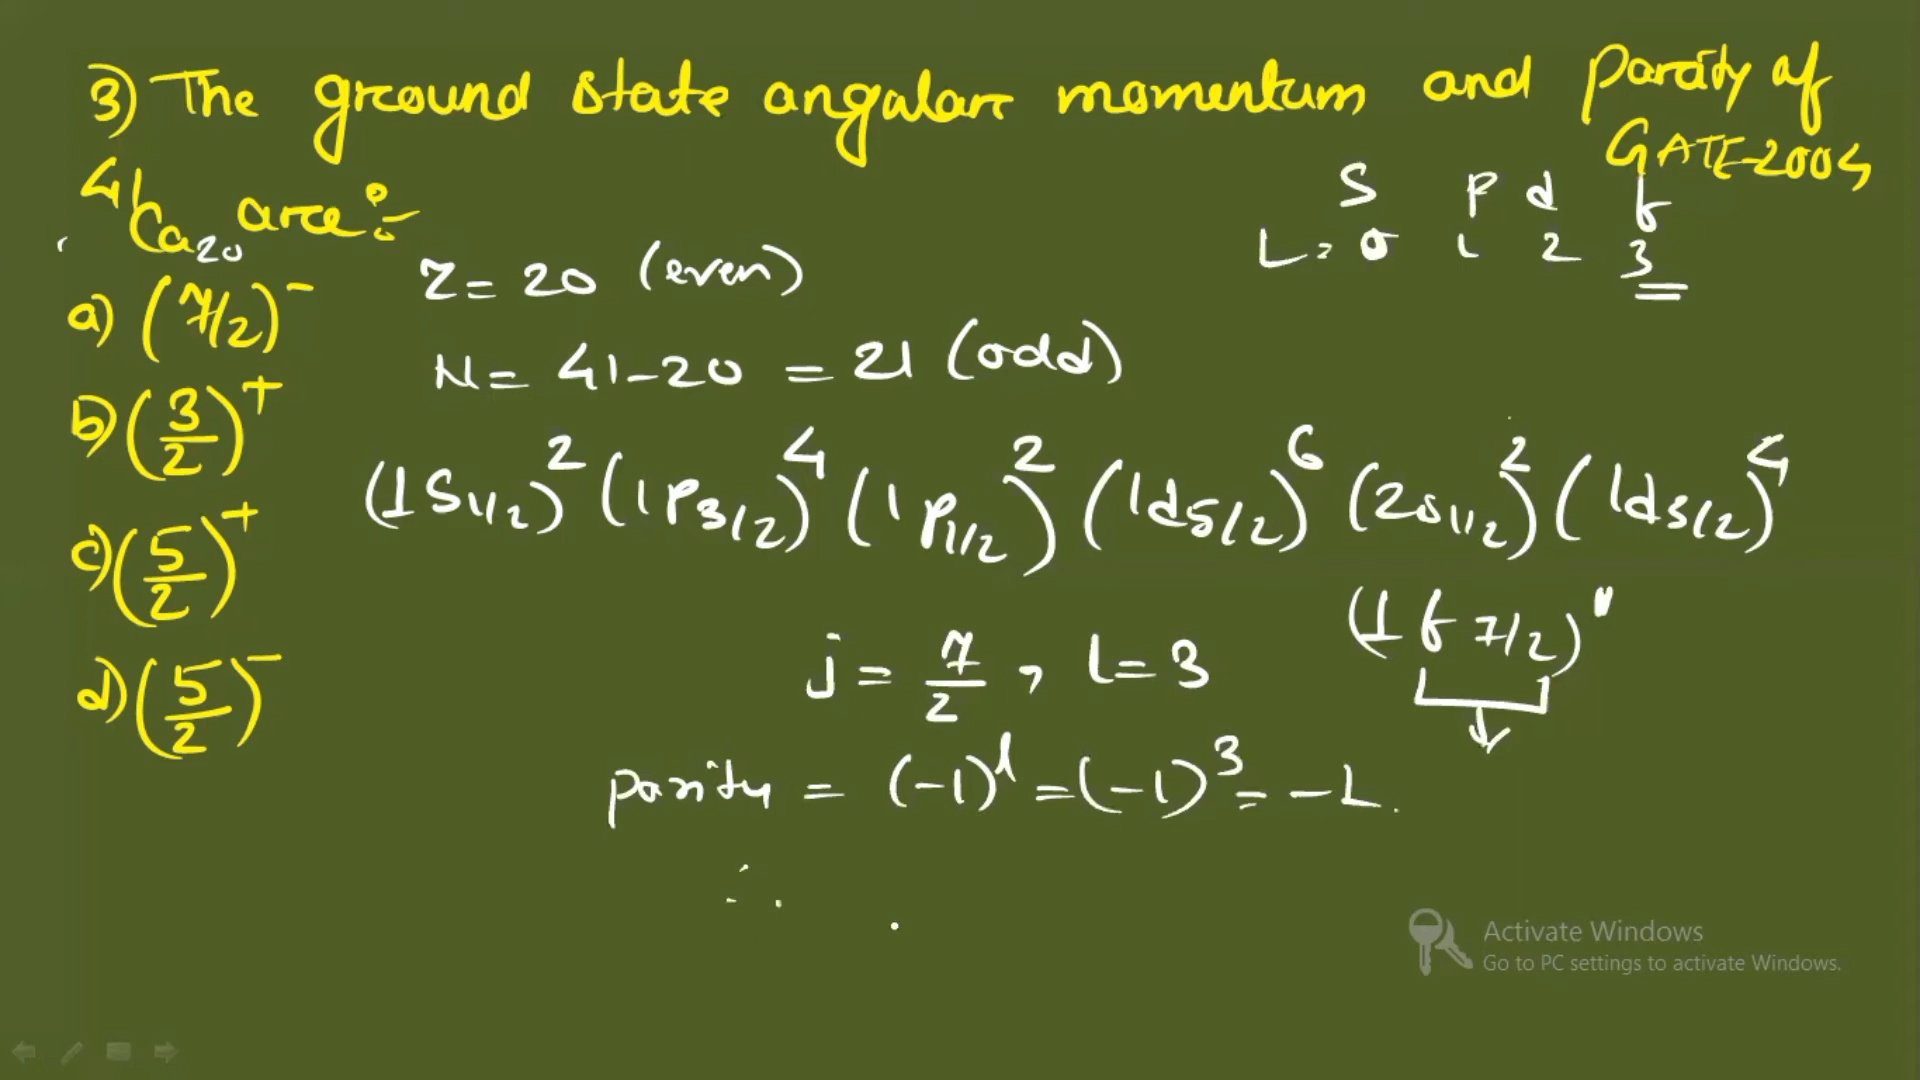 3) The ground state angular momentum and parity of
GATE-2004
⁴¹Ca₂₀ are:-
S P d f
L = 0 1 2 3
Z = 20 (even)
a) (7/2)⁻
N = 41-20 = 21 (odd)
b) (3/2)⁺
(1S1/2)² (1P3/2)⁴ (1P1/2)² (1d5/2)⁶ (2S1/2)² (1d3/2)⁴
c) (5/2)⁺
(1f7/2)¹
j = 7/2, l = 3
d) (5/2)⁻
parity = (-1)^l = (-1)³ = -1.
∴
Activate Windows
Go to PC settings to activate Windows.